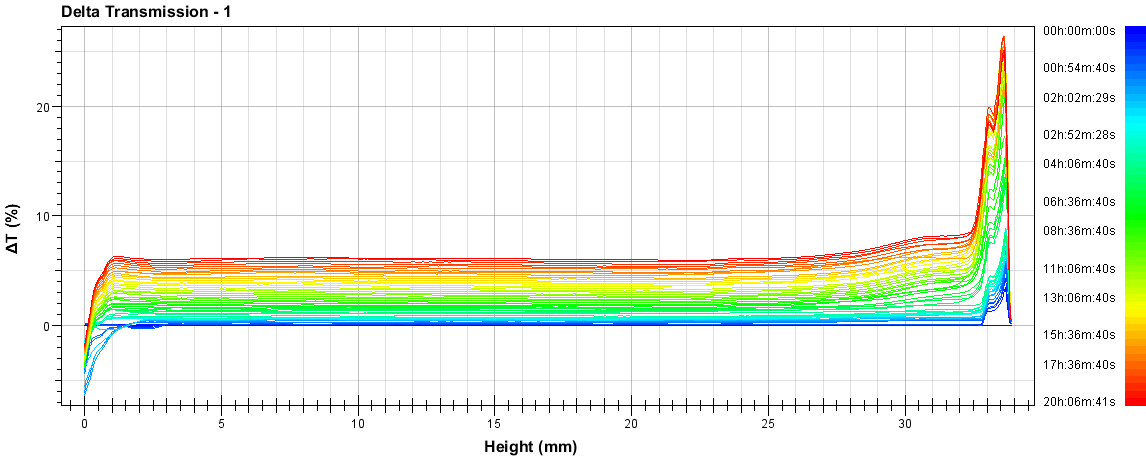 Delta Transmission - 1
ΔT (%)
20
10
0
0 5 10 15 20 25 30
Height (mm)
00h:00m:00s
00h:54m:40s
02h:02m:29s
02h:52m:28s
04h:06m:40s
06h:36m:40s
08h:36m:40s
11h:06m:40s
13h:06m:40s
15h:36m:40s
17h:36m:40s
20h:06m:41s